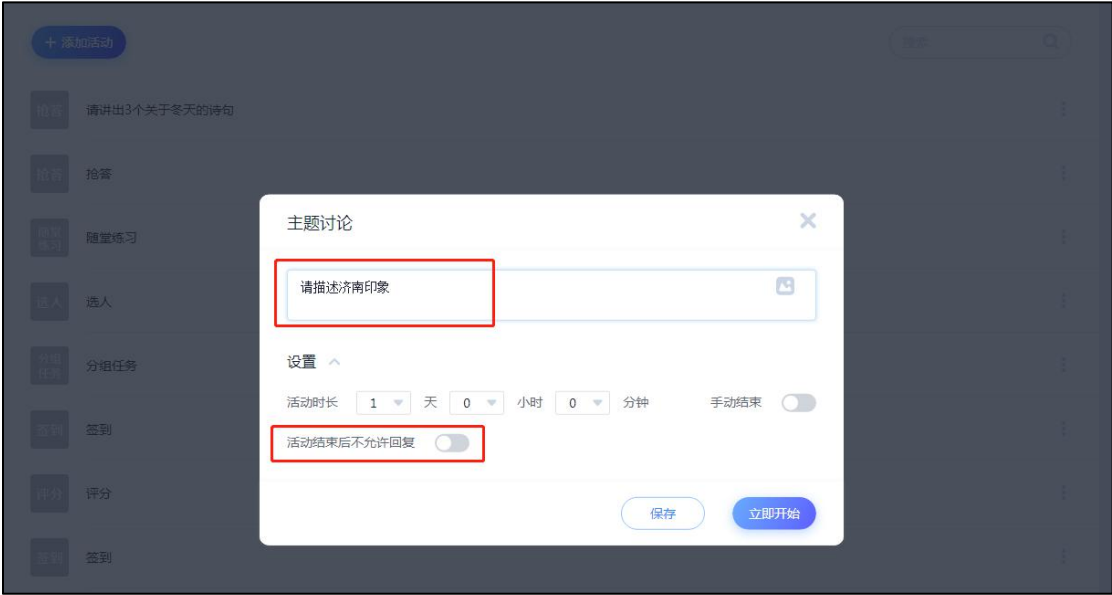 + 添加活动
搜索
抢答 请讲出3个关于冬天的诗句
抢答 抢答
随堂练习 随堂练习
选人 选人
分组任务 分组任务
签到 签到
评分 评分
签到 签到
主题讨论
请描述济南印象
设置
活动时长 1 天 0 小时 0 分钟 手动结束
活动结束后不允许回复
保存 立即开始